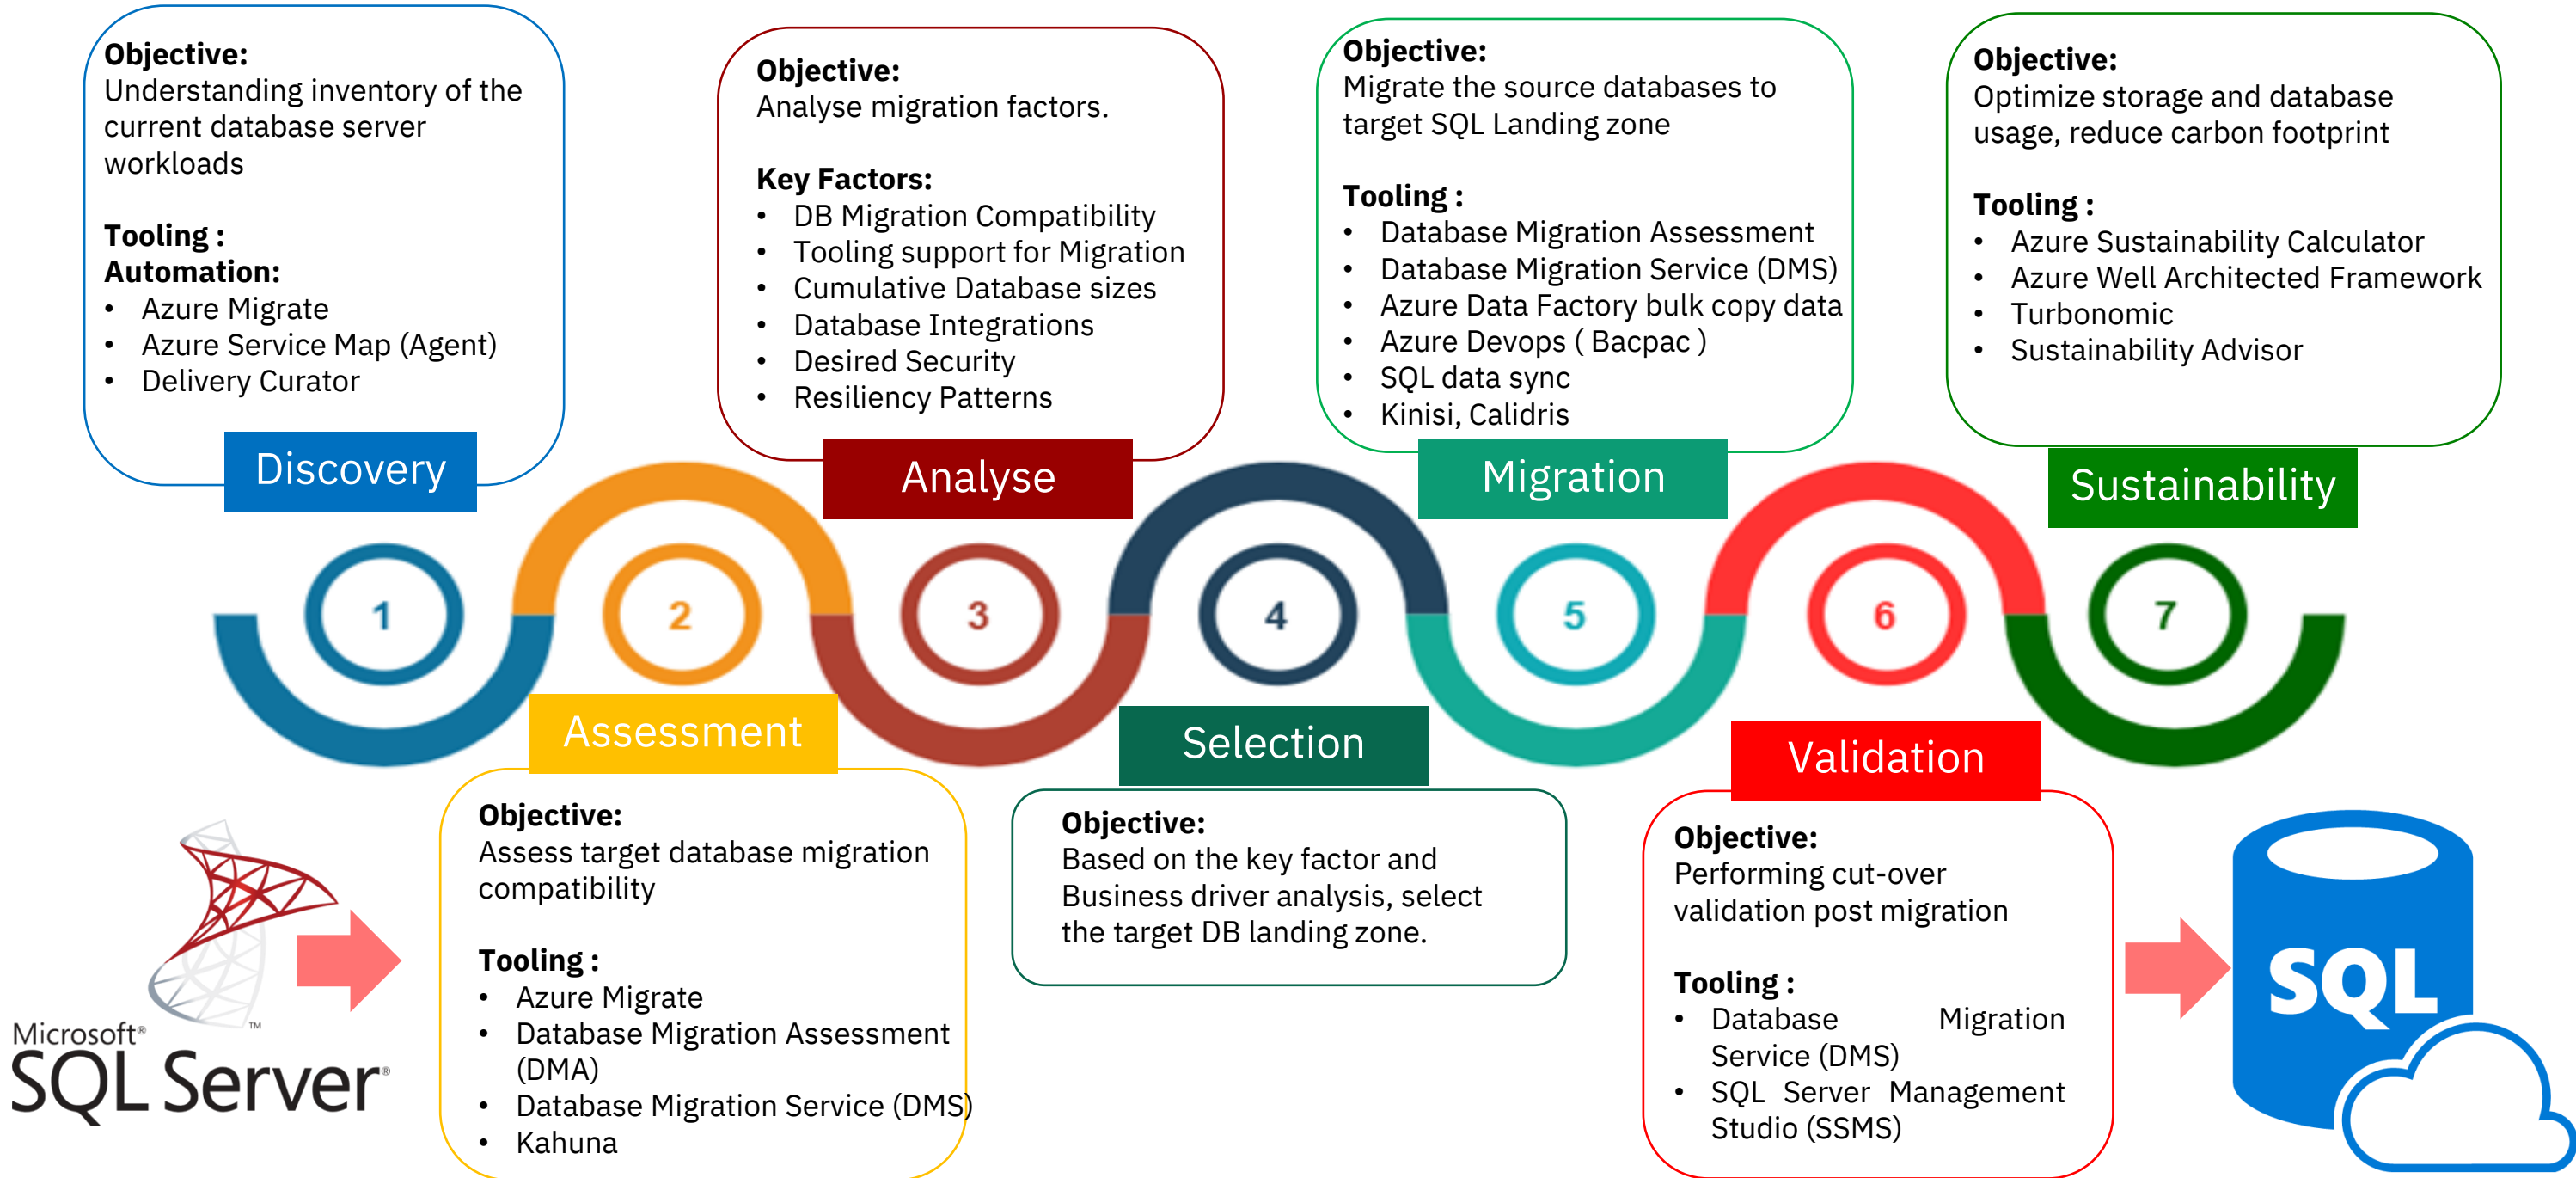 Objective:
Understanding inventory of the
current database server
workloads
Tooling :
Automation:
• Azure Migrate
• Azure Service Map (Agent)
• Delivery Curator
Discovery
Objective:
Analyse migration factors.
Key Factors:
• DB Migration Compatibility
• Tooling support for Migration
• Cumulative Database sizes
• Database Integrations
• Desired Security
• Resiliency Patterns
Analyse
Objective:
Migrate the source databases to
target SQL Landing zone
Tooling :
• Database Migration Assessment
• Database Migration Service (DMS)
• Azure Data Factory bulk copy data
• Azure Devops ( Bacpac )
• SQL data sync
• Kinisi, Calidris
Migration
Objective:
Optimize storage and database
usage, reduce carbon footprint
Tooling :
• Azure Sustainability Calculator
• Azure Well Architected Framework
• Turbonomic
• Sustainability Advisor
Sustainability
1
2
3
4
5
6
7
Microsoft®
SQL Server®
™
Assessment
Objective:
Assess target database migration
compatibility
Tooling :
• Azure Migrate
• Database Migration Assessment
(DMA)
• Database Migration Service (DMS)
• Kahuna
Selection
Objective:
Based on the key factor and
Business driver analysis, select
the target DB landing zone.
Validation
Objective:
Performing cut-over
validation post migration
Tooling :
• Database Migration
Service (DMS)
• SQL Server Management
Studio (SSMS)
SQL